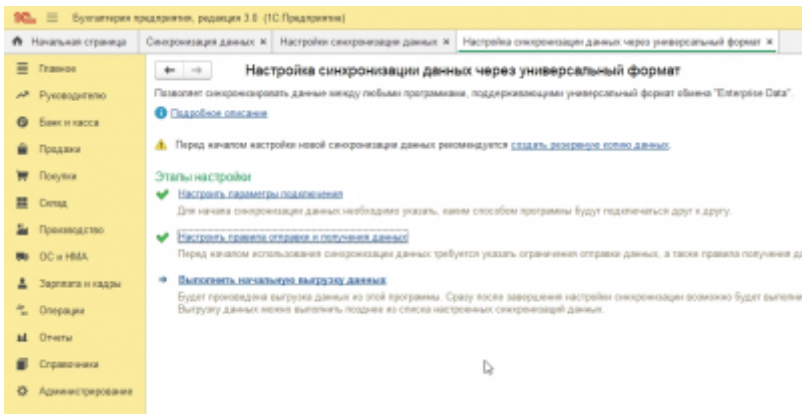 1С Бухгалтерия предприятия, редакция 3.0 (1С:Предприятие)
Начальная страница Синхронизация данных × Настройки синхронизации данных × Настройка синхронизации данных через универсальный формат ×
Главное
Руководителю
Банк и касса
Продажи
Покупки
Склад
Производство
ОС и НМА
Зарплата и кадры
Операции
Отчеты
Справочники
Администрирование
Настройка синхронизации данных через универсальный формат
Позволяет синхронизировать данные между любыми программами, поддерживающими универсальный формат обмена "Enterprise Data".
Подробное описание
Перед началом настройки новой синхронизации данных рекомендуется создать резервную копию данных.
Этапы настройки
Настроить параметры подключения
Для начала синхронизации данных необходимо указать, каким способом программы будут подключаться друг к другу.
Настроить правила отправки и получения данных
Перед началом использования синхронизации данных требуется указать ограничения отправки данных, а также правила получения да
Выполнить начальную выгрузку данных
Будет произведена выгрузка данных из этой программы. Сразу после завершения настройки синхронизации возможно будет выполне
Выгрузку данных можно выполнить позднее из списка настроенных синхронизаций данных.